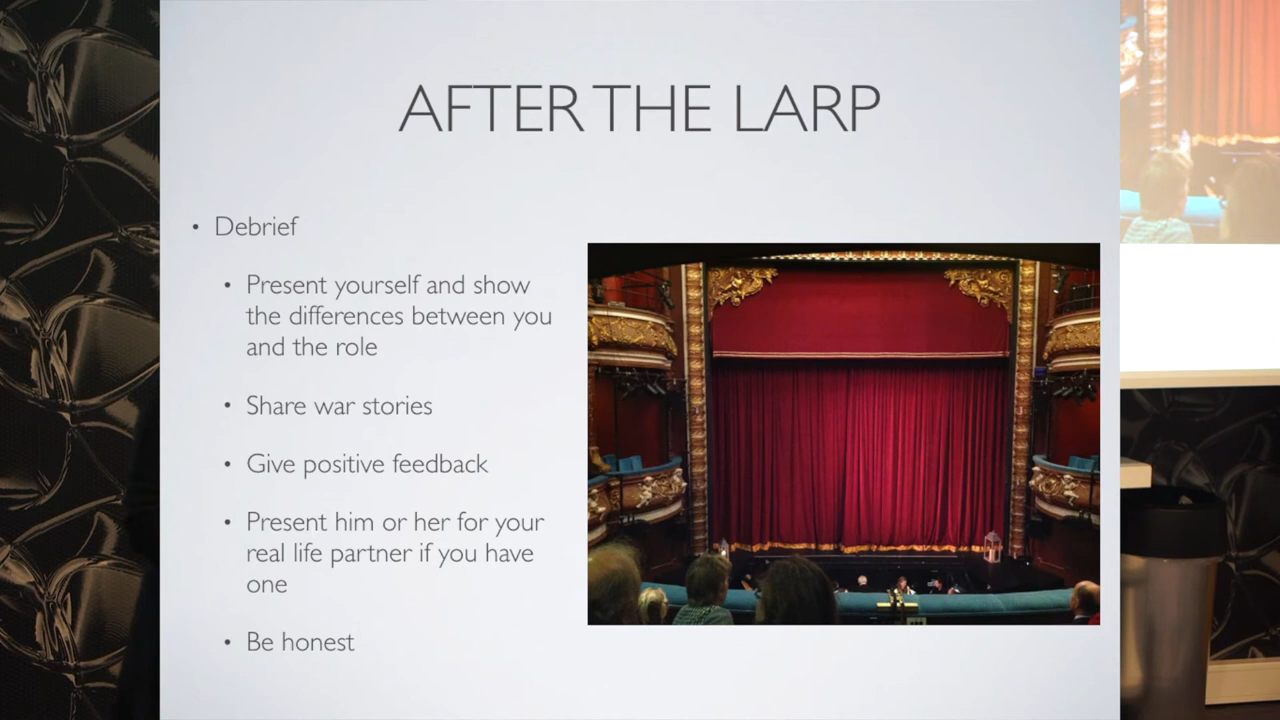 AFTER THE LARP
• Debrief
• Present yourself and show
the differences between you
and the role
• Share war stories
• Give positive feedback
• Present him or her for your
real life partner if you have
one
• Be honest